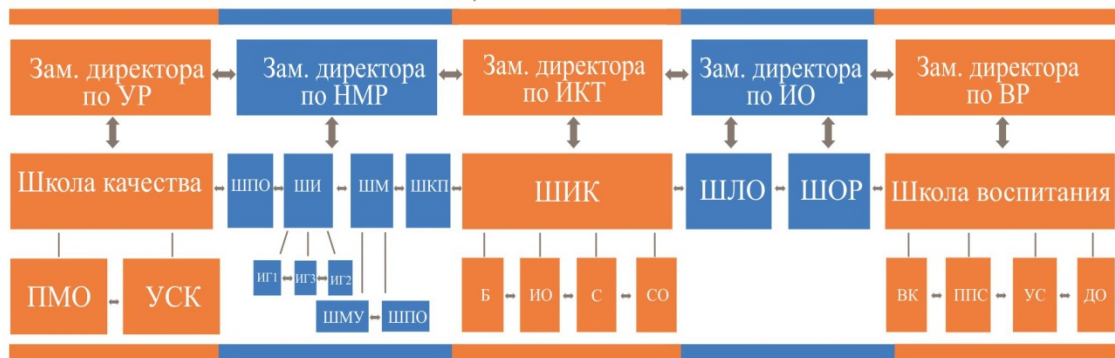 Зам. директора
по УР
Зам. директора
по НМР
Зам. директора
по ИКТ
Зам. директора
по ИО
Зам. директора
по ВР
Школа качества
ШПО
ШИ
ШМ
ШКП
ШИК
ШЛО
ШОР
Школа воспитания
ПМО
УСК
ИГ1
ИГ3
ИГ2
ШМУ
ШПО
Б
ИО
С
СО
ВК
ППС
УС
ДО